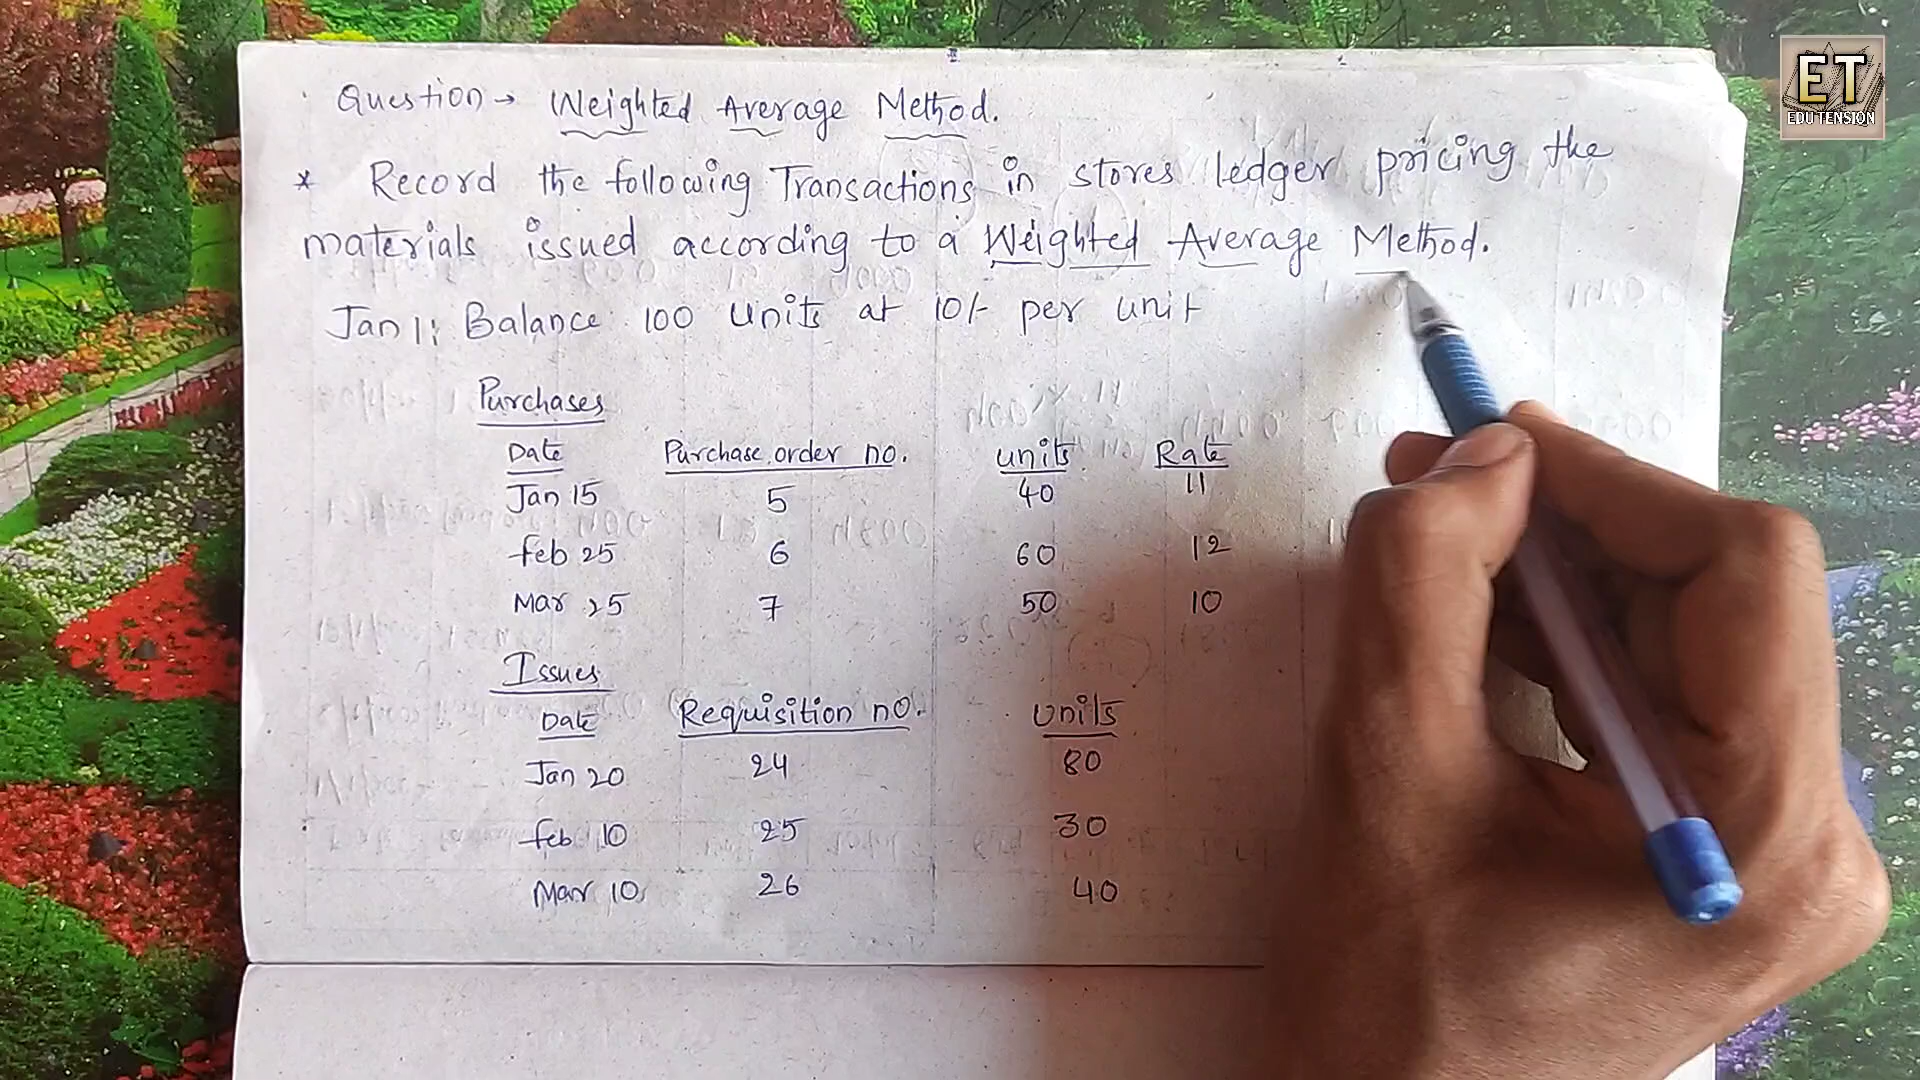 ET
EDUTENSION
Question → Weighted Average Method.
* Record the following Transactions in stores ledger pricing the
materials issued according to a Weighted Average Method.
Jan 1: Balance 100 units at 10/- per unit
Purchases
Date Purchase order no. units Rate
Jan 15 5 40 11
feb 25 6 60 12
Mar 25 7 50 10
Issues
Date Requisition no. Units
Jan 20 24 80
feb 10 25 30
Mar 10 26 40